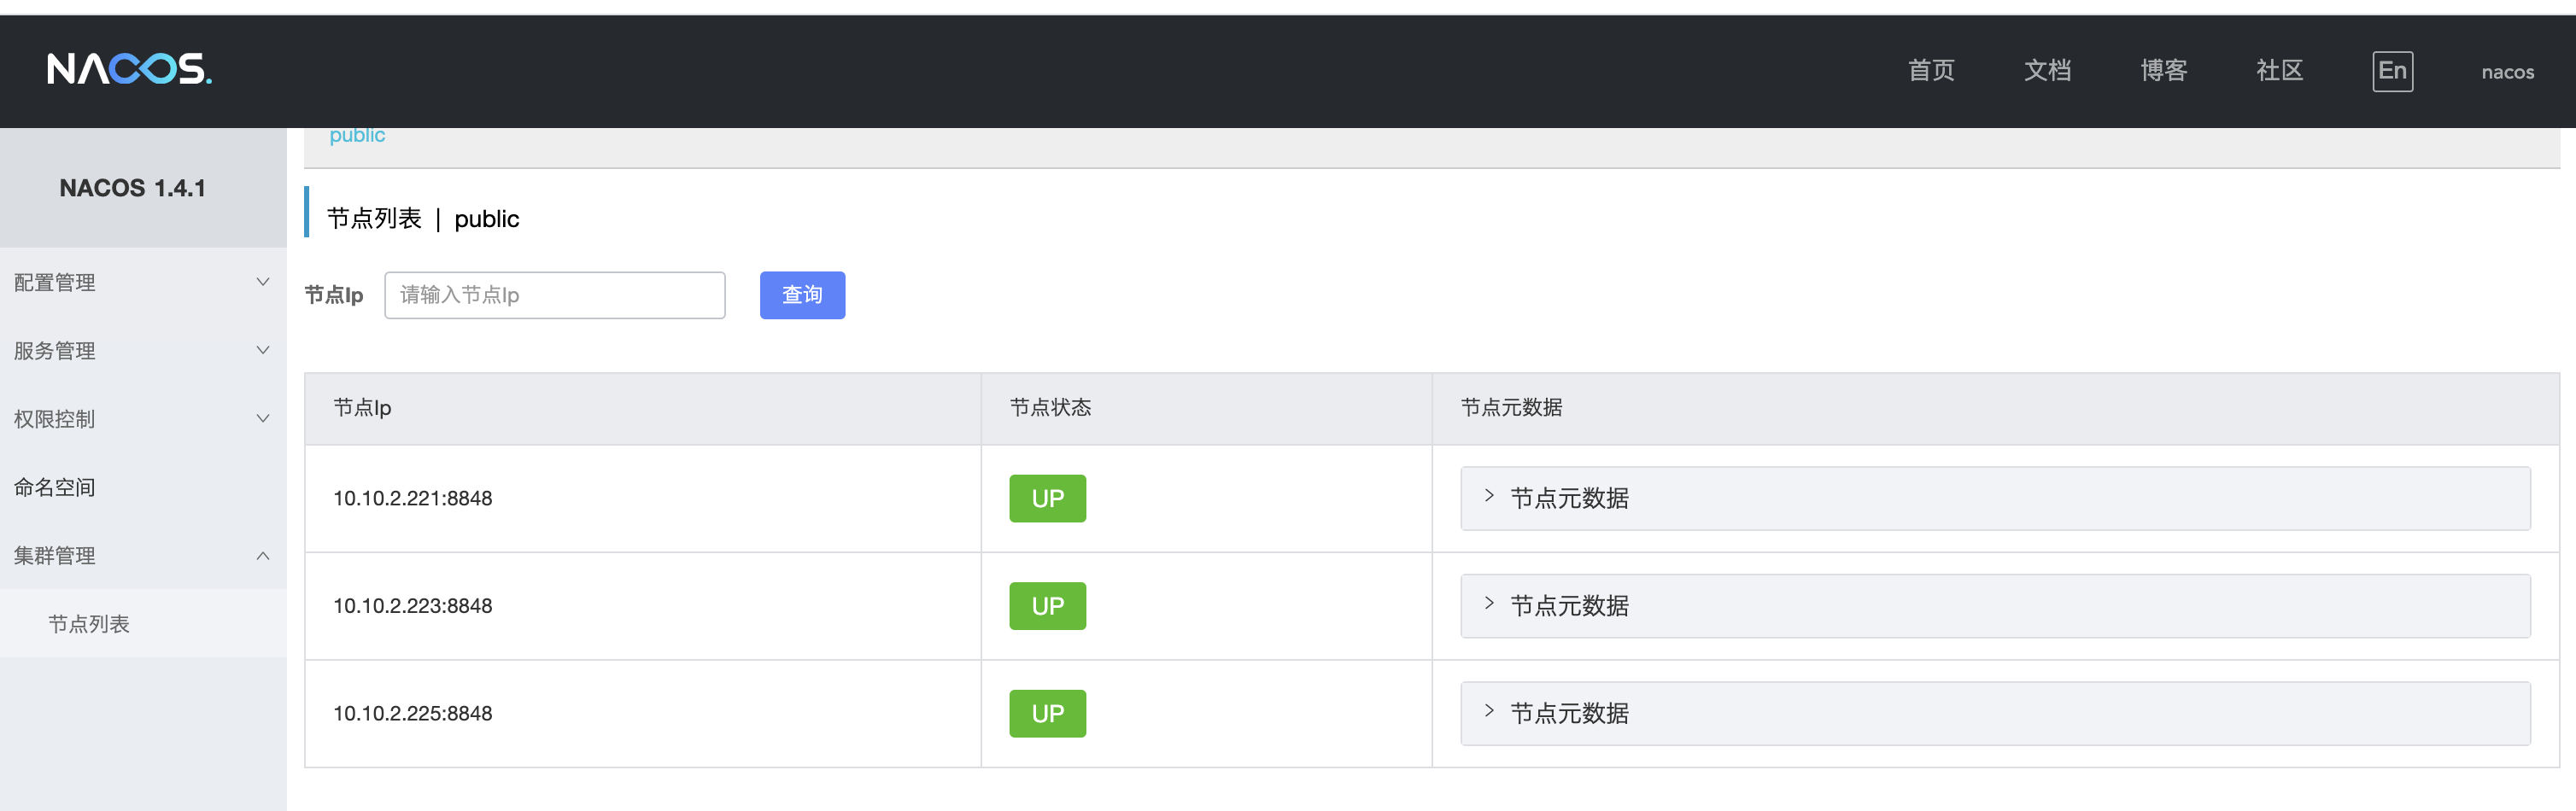 NACOS.
首页 文档 博客 社区 En nacos
public
NACOS 1.4.1
节点列表 | public
配置管理
节点Ip 请输入节点Ip 查询
服务管理
权限控制
命名空间
集群管理
节点列表
节点Ip 节点状态 节点元数据
10.10.2.221:8848 UP 节点元数据
10.10.2.223:8848 UP 节点元数据
10.10.2.225:8848 UP 节点元数据